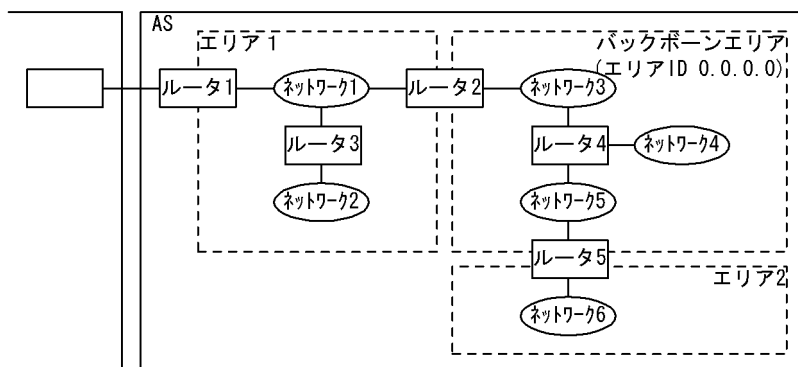 AS
エリア1
バックボーンエリア
(エリアID 0.0.0.0)
ルータ1
ネットワーク1
ルータ2
ネットワーク3
ルータ3
ルータ4
ネットワーク4
ネットワーク2
ネットワーク5
ルータ5
エリア2
ネットワーク6